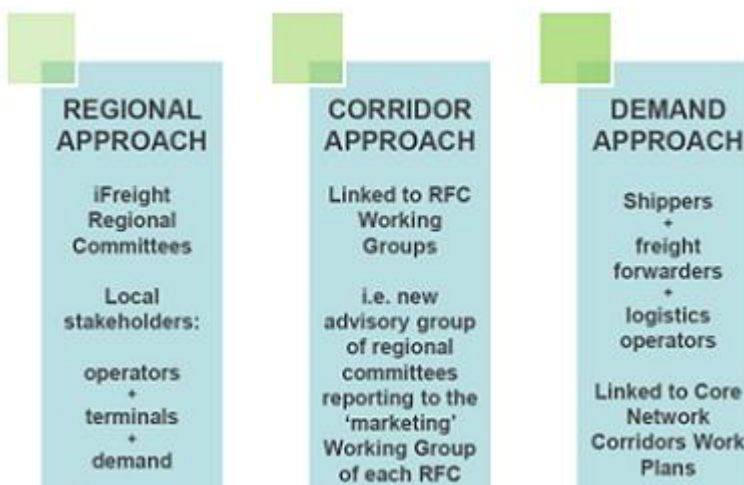 REGIONAL
APPROACH
iFreight
Regional
Committees
Local
stakeholders:
operators
+
terminals
+
demand
CORRIDOR
APPROACH
Linked to RFC
Working
Groups
i.e. new
advisory group
of regional
committees
reporting to the
‘marketing’
Working Group
of each RFC
DEMAND
APPROACH
Shippers
+
freight
forwarders
+
logistics
operators
Linked to Core
Network
Corridors Work
Plans